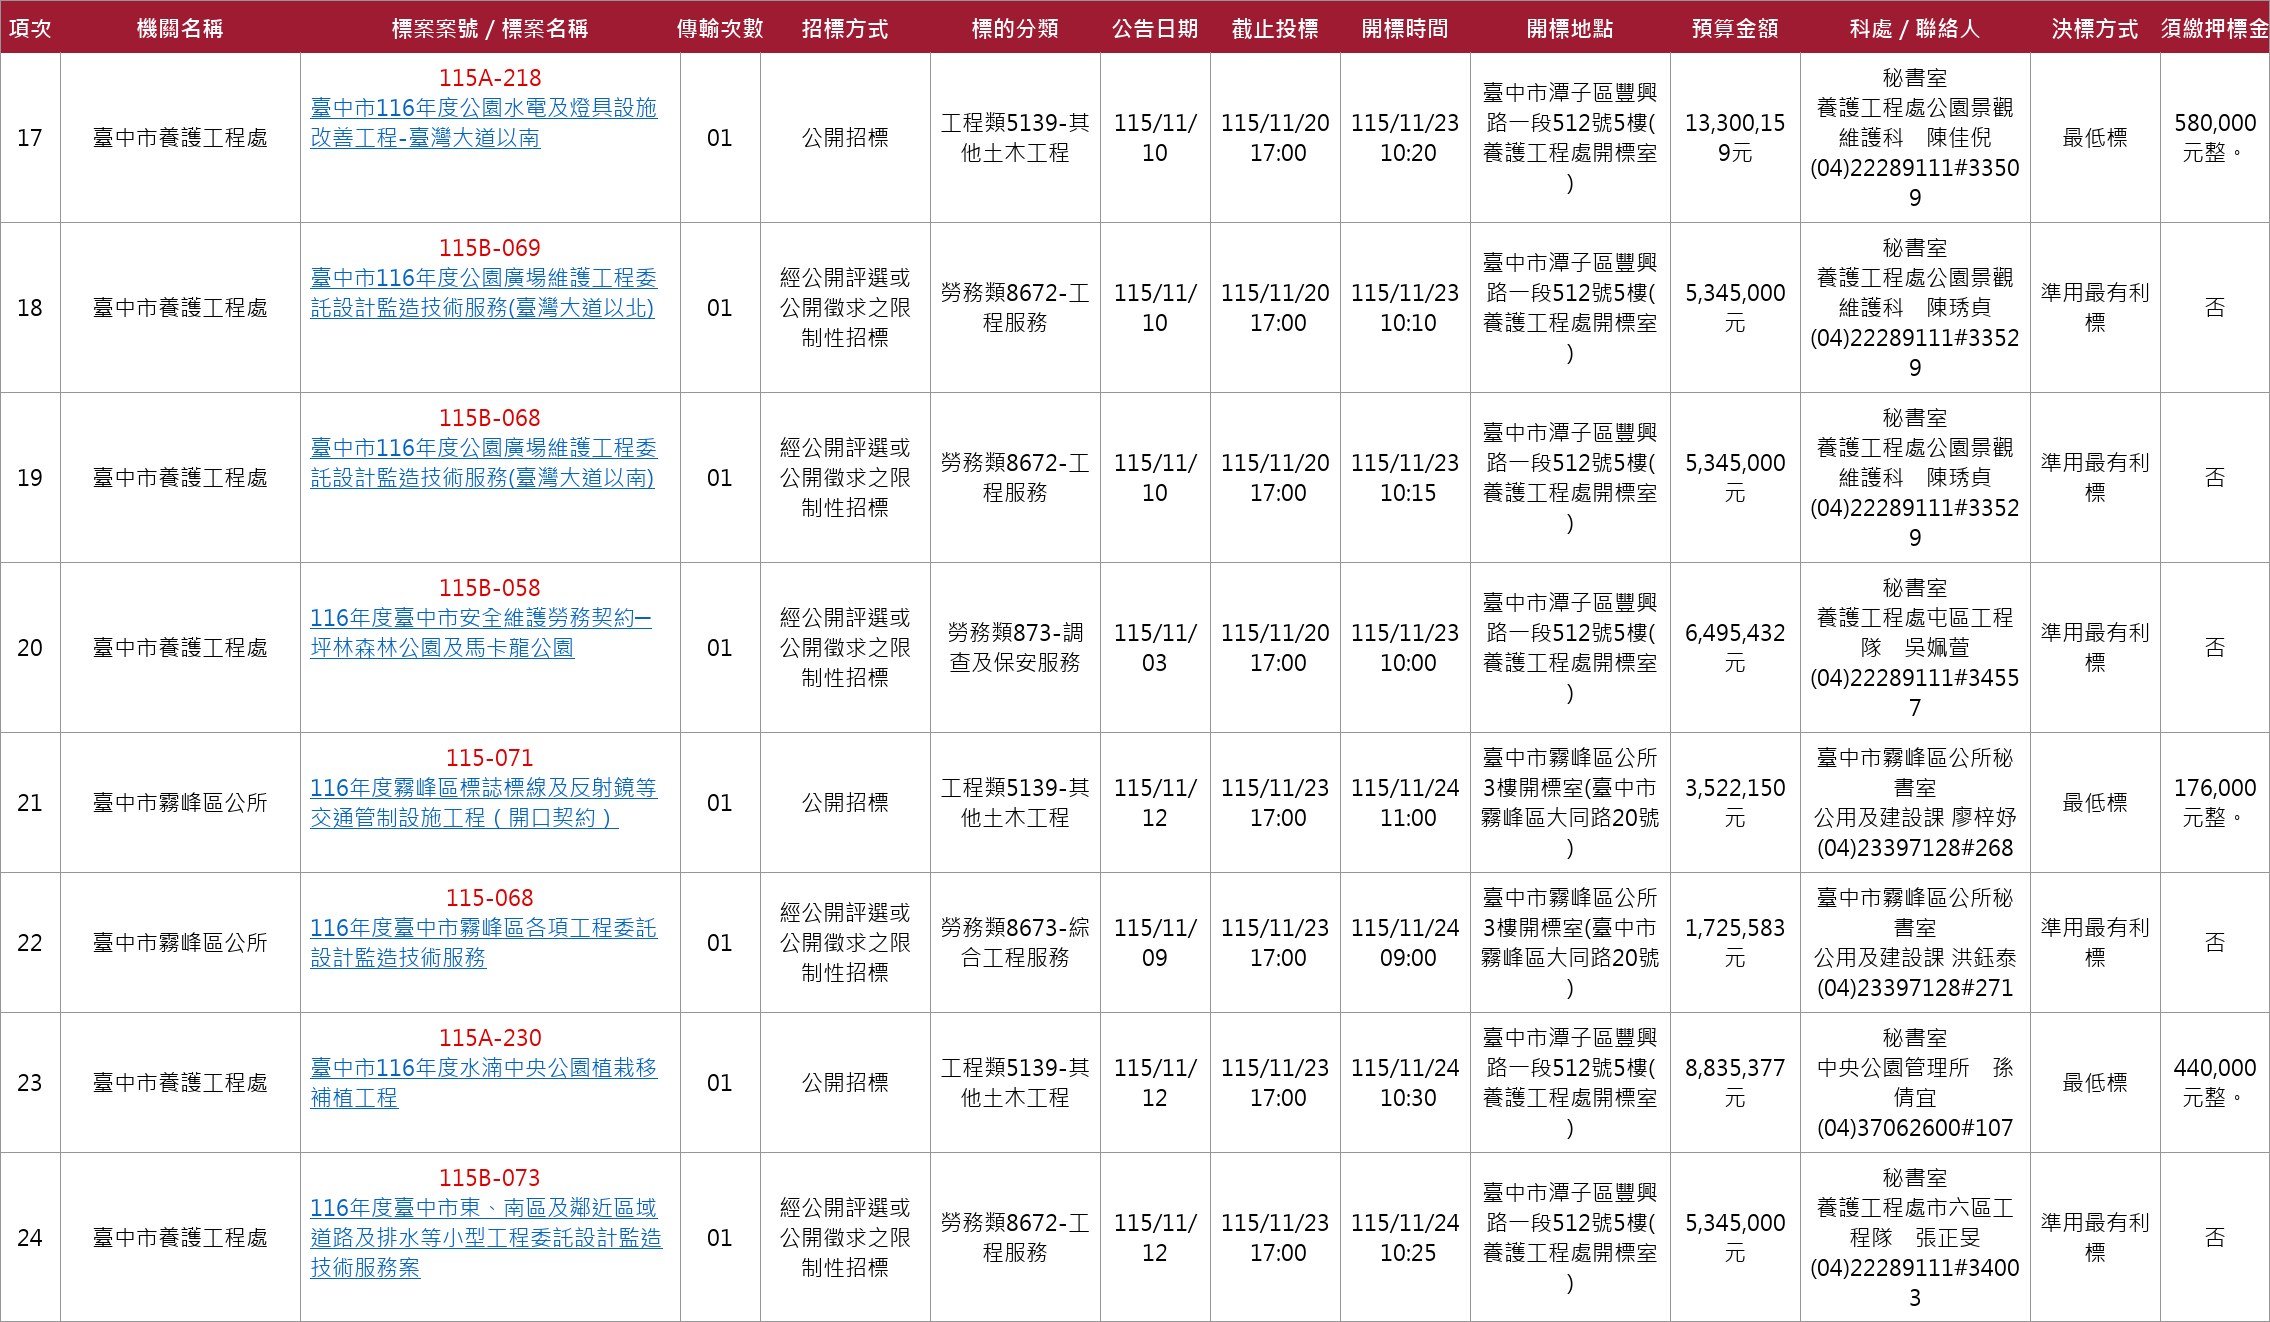 項次 機關名稱 標案案號 / 標案名稱 傳輸次數 招標方式 標的分類 公告日期 截止投標 開標時間 開標地點 預算金額 科處 / 聯絡人 決標方式 須繳押標金
17
臺中市養護工程處
115A-218
臺中市116年度公園水電及燈具設施
改善工程-臺灣大道以南
01
公開招標
工程類5139-其
他土木工程
115/11/
10
115/11/20
17:00
115/11/23
10:20
臺中市潭子區豐興
路一段512號5樓(
養護工程處開標室
)
13,300,15
9元
秘書室
養護工程處公園景觀
維護科　陳佳倪
(04)22289111#3350
9
最低標
580,000
元整。
18
臺中市養護工程處
115B-069
臺中市116年度公園廣場維護工程委
託設計監造技術服務(臺灣大道以北)
01
經公開評選或
公開徵求之限
制性招標
勞務類8672-工
程服務
115/11/
10
115/11/20
17:00
115/11/23
10:10
臺中市潭子區豐興
路一段512號5樓(
養護工程處開標室
)
5,345,000
元
秘書室
養護工程處公園景觀
維護科　陳琇貞
(04)22289111#3352
9
準用最有利
標
否
19
臺中市養護工程處
115B-068
臺中市116年度公園廣場維護工程委
託設計監造技術服務(臺灣大道以南)
01
經公開評選或
公開徵求之限
制性招標
勞務類8672-工
程服務
115/11/
10
115/11/20
17:00
115/11/23
10:15
臺中市潭子區豐興
路一段512號5樓(
養護工程處開標室
)
5,345,000
元
秘書室
養護工程處公園景觀
維護科　陳琇貞
(04)22289111#3352
9
準用最有利
標
否
20
臺中市養護工程處
115B-058
116年度臺中市安全維護勞務契約─
坪林森林公園及馬卡龍公園
01
經公開評選或
公開徵求之限
制性招標
勞務類873-調
查及保安服務
115/11/
03
115/11/20
17:00
115/11/23
10:00
臺中市潭子區豐興
路一段512號5樓(
養護工程處開標室
)
6,495,432
元
秘書室
養護工程處屯區工程
隊　吳姵萱
(04)22289111#3455
7
準用最有利
標
否
21
臺中市霧峰區公所
115-071
116年度霧峰區標誌標線及反射鏡等
交通管制設施工程（開口契約）
01
公開招標
工程類5139-其
他土木工程
115/11/
12
115/11/23
17:00
115/11/24
11:00
臺中市霧峰區公所
3樓開標室(臺中市
霧峰區大同路20號
)
3,522,150
元
臺中市霧峰區公所秘
書室
公用及建設課 廖梓妤
(04)23397128#268
最低標
176,000
元整。
22
臺中市霧峰區公所
115-068
116年度臺中市霧峰區各項工程委託
設計監造技術服務
01
經公開評選或
公開徵求之限
制性招標
勞務類8673-綜
合工程服務
115/11/
09
115/11/23
17:00
115/11/24
09:00
臺中市霧峰區公所
3樓開標室(臺中市
霧峰區大同路20號
)
1,725,583
元
臺中市霧峰區公所秘
書室
公用及建設課 洪鈺泰
(04)23397128#271
準用最有利
標
否
23
臺中市養護工程處
115A-230
臺中市116年度水湳中央公園植栽移
補植工程
01
公開招標
工程類5139-其
他土木工程
115/11/
12
115/11/23
17:00
115/11/24
10:30
臺中市潭子區豐興
路一段512號5樓(
養護工程處開標室
)
8,835,377
元
秘書室
中央公園管理所　孫
倩宜
(04)37062600#107
最低標
440,000
元整。
24
臺中市養護工程處
115B-073
116年度臺中市東、南區及鄰近區域
道路及排水等小型工程委託設計監造
技術服務案
01
經公開評選或
公開徵求之限
制性招標
勞務類8672-工
程服務
115/11/
12
115/11/23
17:00
115/11/24
10:25
臺中市潭子區豐興
路一段512號5樓(
養護工程處開標室
)
5,345,000
元
秘書室
養護工程處市六區工
程隊　張正旻
(04)22289111#3400
3
準用最有利
標
否